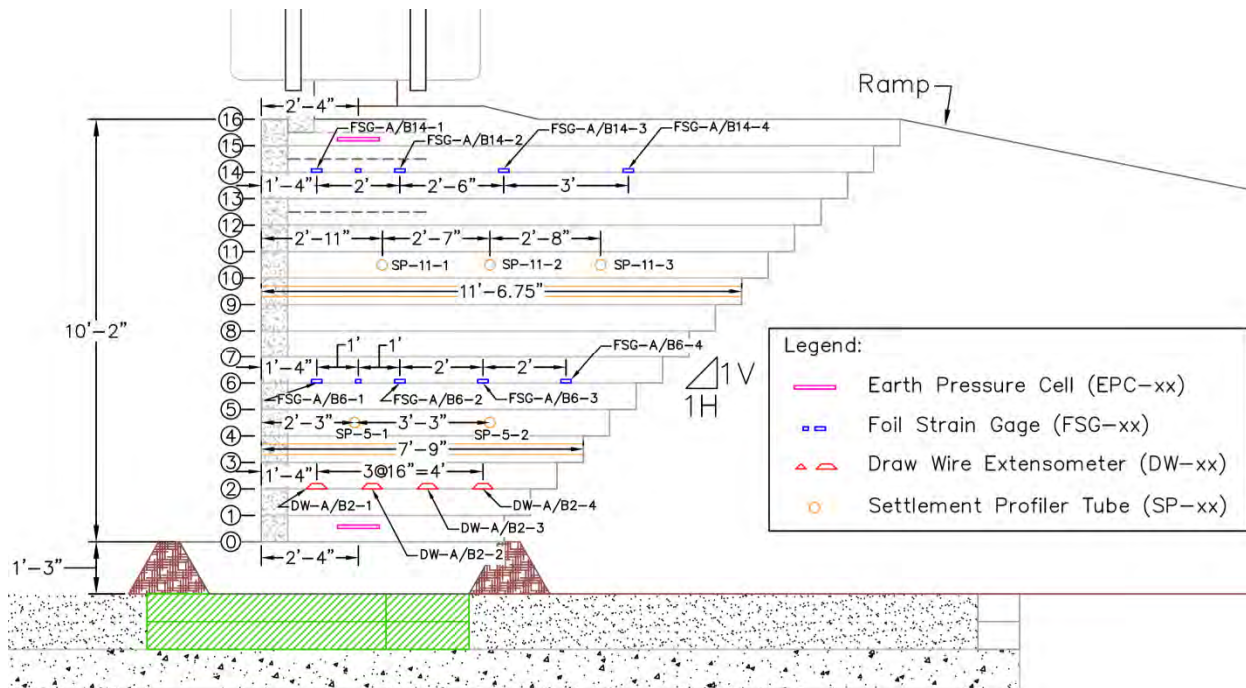 Ramp
2'-4"
16
FSG-A/B14-1
FSG-A/B14-2
FSG-A/B14-3
FSG-A/B14-4
15
14
1'-4"
2'
2'-6"
3'
13
12
2'-11"
2'-7"
2'-8"
11
SP-11-1
SP-11-2
SP-11-3
10
11'-6.75"
9
10'-2"
8
7
1'
1'
FSG-A/B6-4
1'-4"
2'
2'
6
FSG-A/B6-1
FSG-A/B6-2
FSG-A/B6-3
1V
1H
5
2'-3"
3'-3"
SP-5-1
SP-5-2
4
7'-9"
3
1'-4"
3@16"=4'
2
DW-A/B2-1
DW-A/B2-4
1
DW-A/B2-3
0
DW-A/B2-2
2'-4"
1'-3"
Legend:
Earth Pressure Cell (EPC-xx)
Foil Strain Gage (FSG-xx)
Draw Wire Extensometer (DW-xx)
Settlement Profiler Tube (SP-xx)